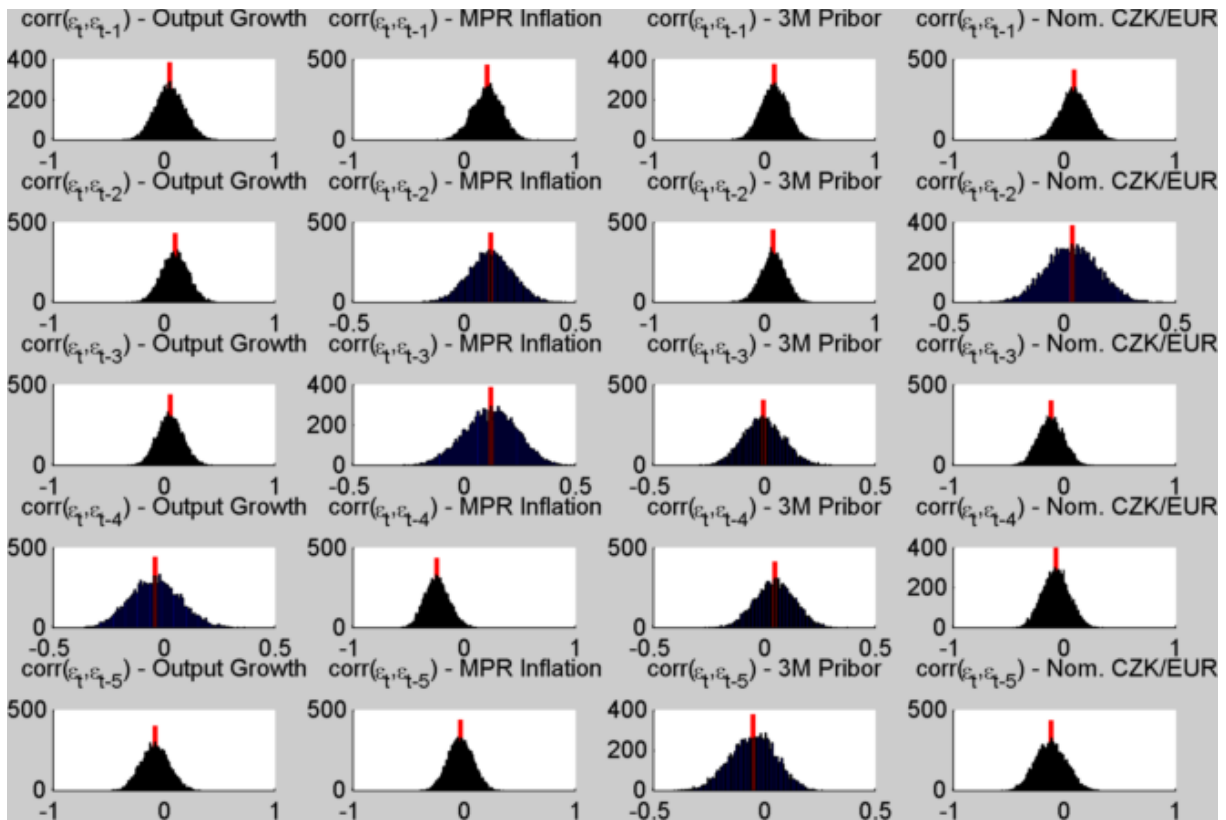 corr(εt,εt-1) - Output Growth corr(εt,εt-1) - MPR Inflation corr(εt,εt-1) - 3M Pribor corr(εt,εt-1) - Nom. CZK/EUR
400 500 400 500
200 200
0 0 0 0
-1 0 1 -1 0 1 -1 0 1 -1 0 1
corr(εt,εt-2) - Output Growth corr(εt,εt-2) - MPR Inflation corr(εt,εt-2) - 3M Pribor corr(εt,εt-2) - Nom. CZK/EUR
500 500 500 400
200
0 0 0 0
-1 0 1 -0.5 0 0.5 -1 0 1 -0.5 0 0.5
corr(εt,εt-3) - Output Growth corr(εt,εt-3) - MPR Inflation corr(εt,εt-3) - 3M Pribor corr(εt,εt-3) - Nom. CZK/EUR
500 400 500 500
200
0 0 0 0
-1 0 1 -0.5 0 0.5 -0.5 0 0.5 -1 0 1
corr(εt,εt-4) - Output Growth corr(εt,εt-4) - MPR Inflation corr(εt,εt-4) - 3M Pribor corr(εt,εt-4) - Nom. CZK/EUR
500 500 500 400
200
0 0 0 0
-0.5 0 0.5 -1 0 1 -0.5 0 0.5 -1 0 1
corr(εt,εt-5) - Output Growth corr(εt,εt-5) - MPR Inflation corr(εt,εt-5) - 3M Pribor corr(εt,εt-5) - Nom. CZK/EUR
500 500 400 500
200
0 0 0 0
-1 0 1 -1 0 1 -0.5 0 0.5 -1 0 1